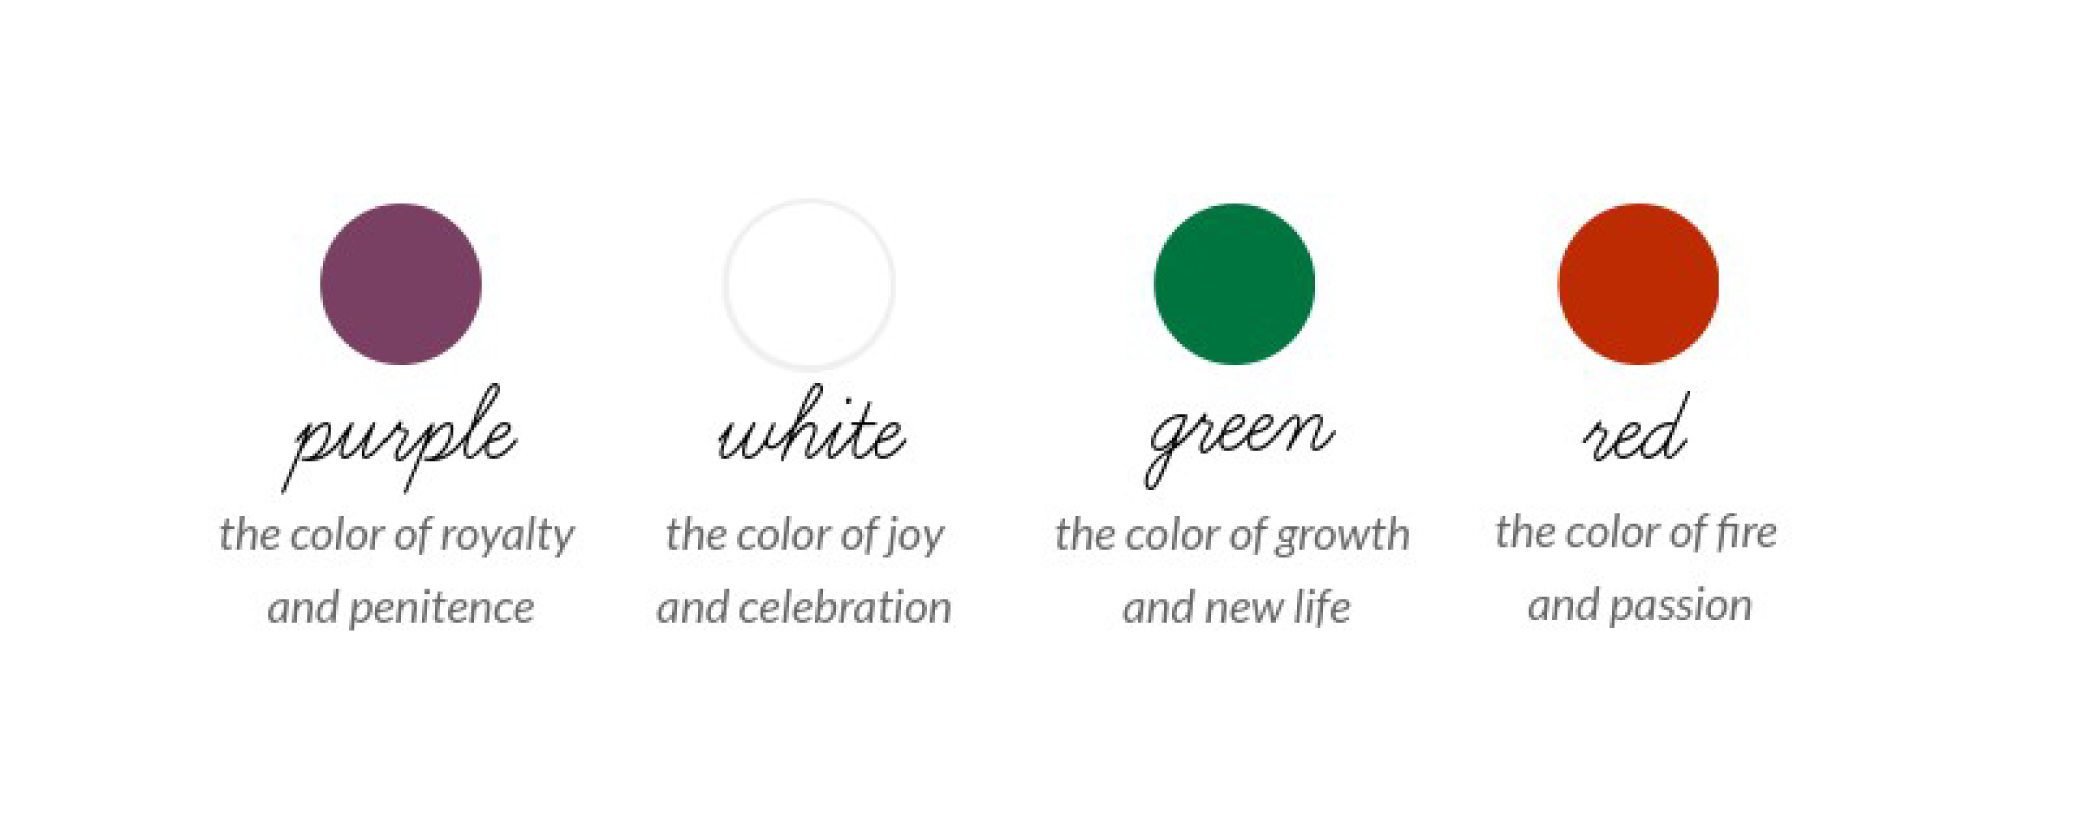 purple
the color of royalty
and penitence
white
the color of joy
and celebration
green
the color of growth
and new life
red
the color of fire
and passion